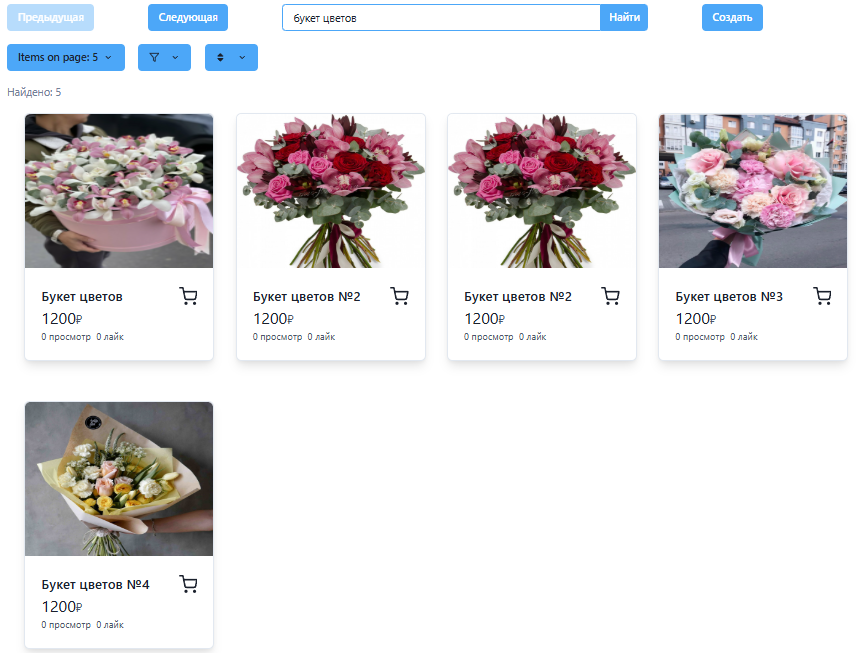 Предыдущая
Следующая
букет цветов
Найти
Создать
Items on page: 5
Найдено: 5
Букет цветов
1200₽
0 просмотр 0 лайк
Букет цветов №2
1200₽
0 просмотр 0 лайк
Букет цветов №2
1200₽
0 просмотр 0 лайк
Букет цветов №3
1200₽
0 просмотр 0 лайк
Букет цветов №4
1200₽
0 просмотр 0 лайк